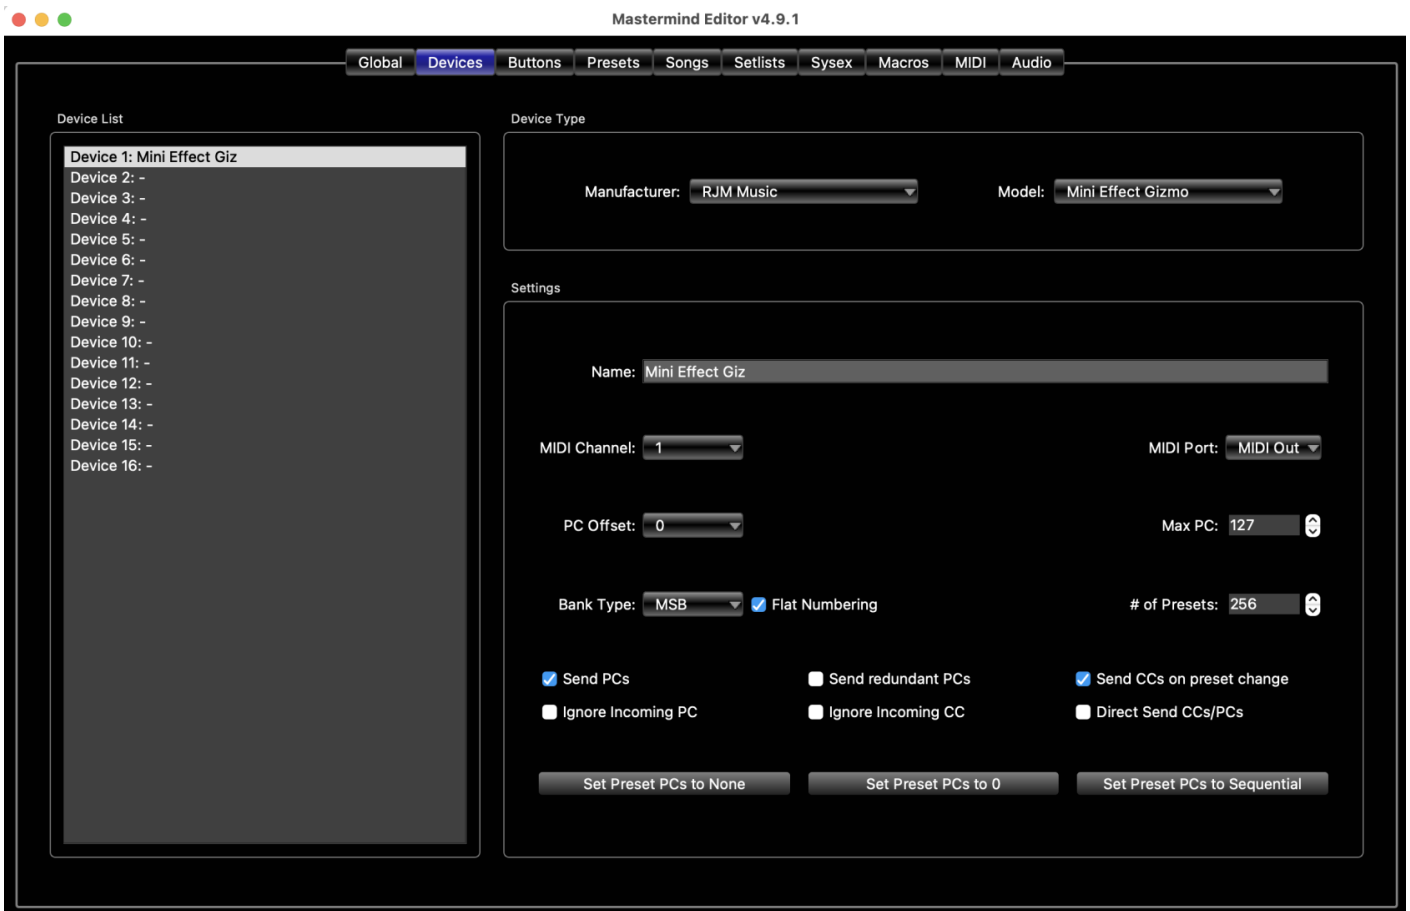 Mastermind Editor v4.9.1
Global Devices Buttons Presets Songs Setlists Sysex Macros MIDI Audio
Device List
Device 1: Mini Effect Giz
Device 2: -
Device 3: -
Device 4: -
Device 5: -
Device 6: -
Device 7: -
Device 8: -
Device 9: -
Device 10: -
Device 11: -
Device 12: -
Device 13: -
Device 14: -
Device 15: -
Device 16: -
Device Type
Manufacturer: RJM Music Model: Mini Effect Gizmo
Settings
Name: Mini Effect Giz
MIDI Channel: 1 MIDI Port: MIDI Out
PC Offset: 0 Max PC: 127
Bank Type: MSB Flat Numbering # of Presets: 256
Send PCs Send redundant PCs Send CCs on preset change
Ignore Incoming PC Ignore Incoming CC Direct Send CCs/PCs
Set Preset PCs to None Set Preset PCs to 0 Set Preset PCs to Sequential